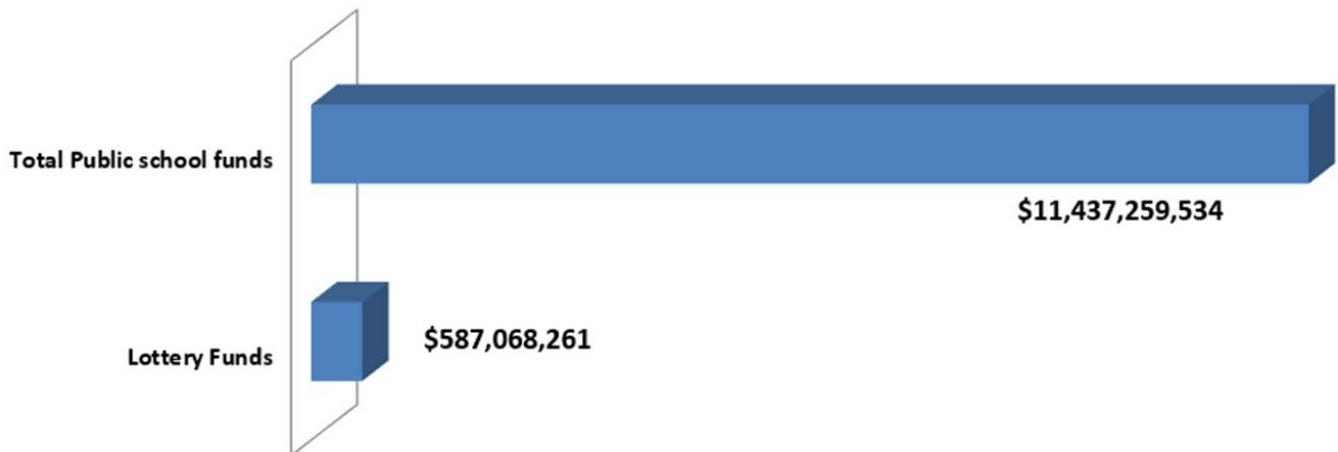 Total Public school funds
$11,437,259,534
Lottery Funds
$587,068,261